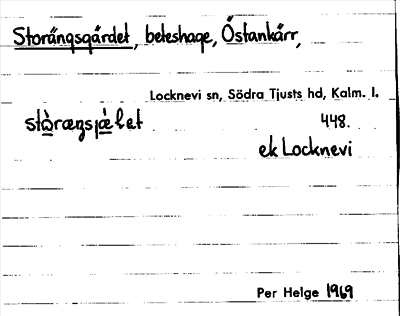 Storängsgärdet, beteshage, Östankärr,
Locknevi sn, Södra Tjusts hd, Kalm. l.
stòrængsjæ̀let 448.
ek Locknevi
Per Helge 1969